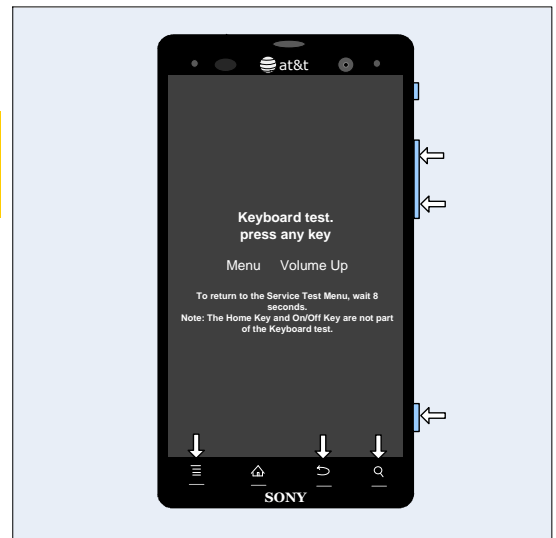 at&t
Keyboard test.
press any key
Menu Volume Up
To return to the Service Test Menu, wait 8
seconds.
Note: The Home Key and On/Off Key are not part
of the Keyboard test.
SONY